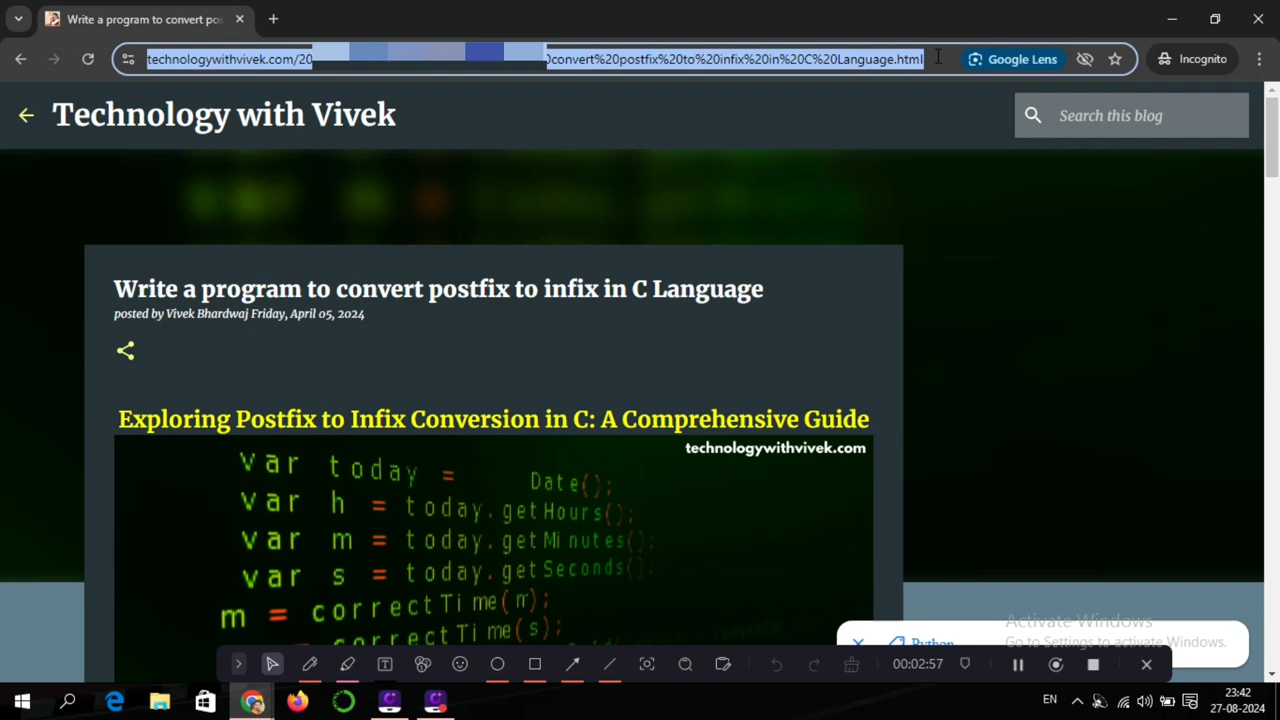 Write a program to convert pos
technologywithvivek.com/20
convert%20postfix%20to%20infix%20in%20C%20Language.html
Google Lens
Incognito
Technology with Vivek
Search this blog
Write a program to convert postfix to infix in C Language
posted by Vivek Bhardwaj Friday, April 05, 2024
Exploring Postfix to Infix Conversion in C: A Comprehensive Guide
technologywithvivek.com
var today = Date();
var h = today.getHours();
var m = today.getMinutes();
var s = today.getSeconds();
m = correctTime(m);
correctTime(s);
Activate Windows
Go to Settings to activate Windows.
Python
00:02:57
EN
23:42
27-08-2024